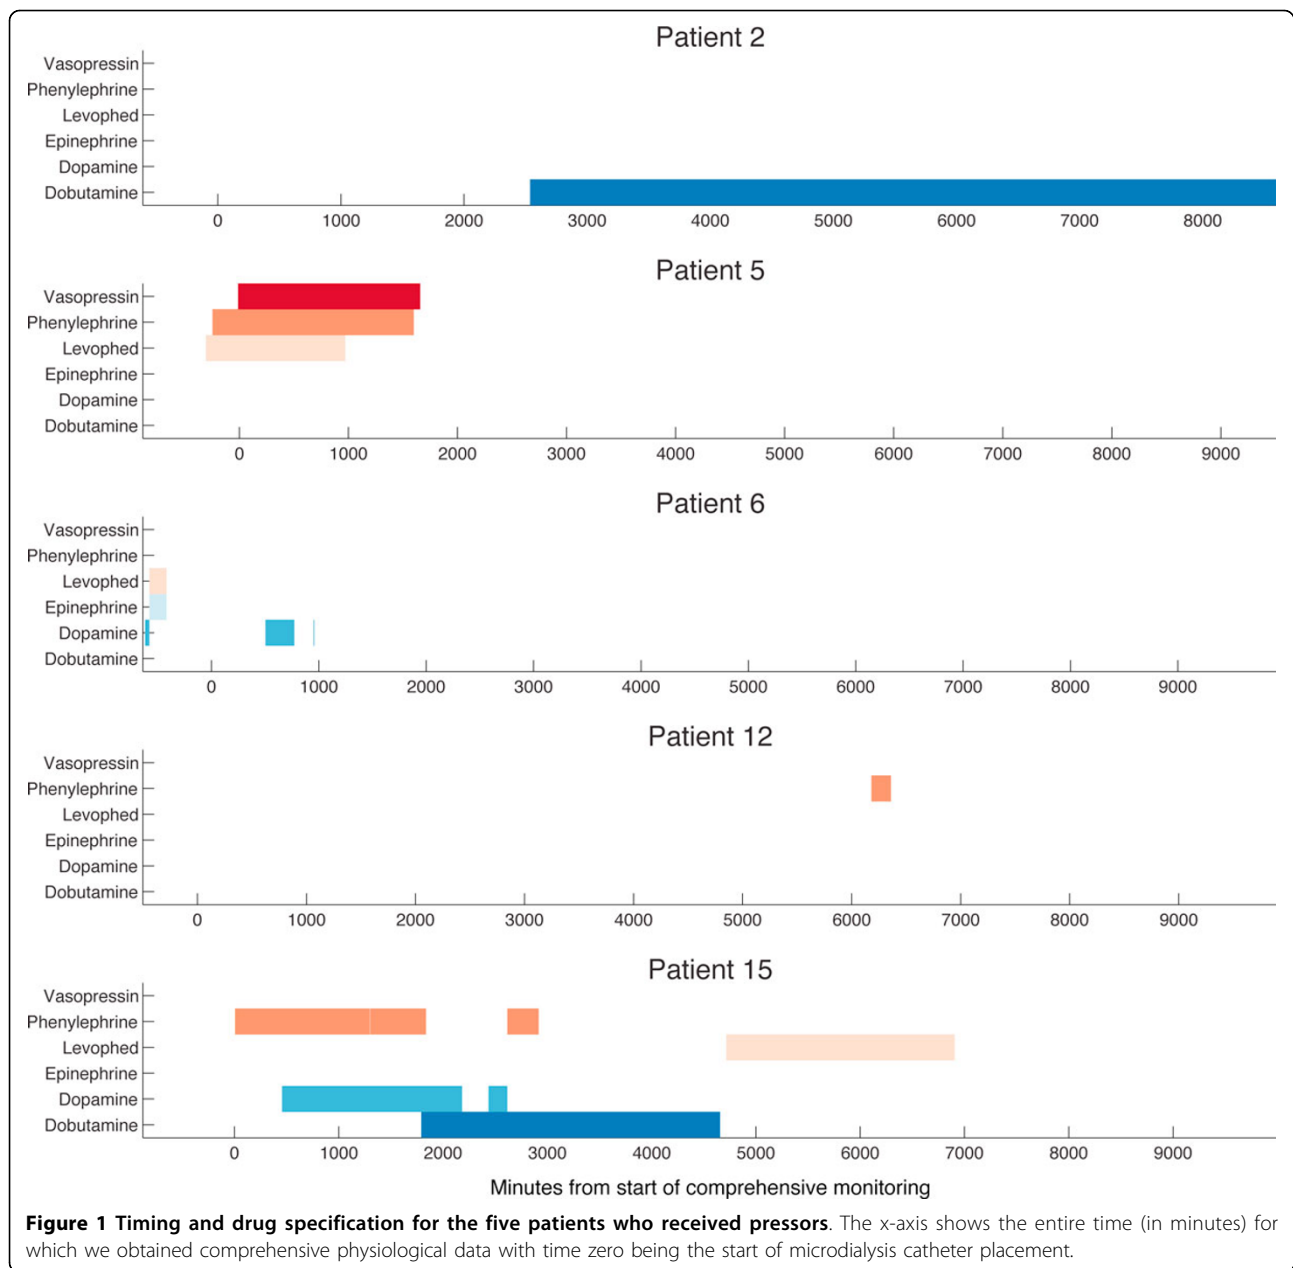 Patient 2
Vasopressin
Phenylephrine
Levophed
Epinephrine
Dopamine
Dobutamine
0 1000 2000 3000 4000 5000 6000 7000 8000
Patient 5
Vasopressin
Phenylephrine
Levophed
Epinephrine
Dopamine
Dobutamine
0 1000 2000 3000 4000 5000 6000 7000 8000 9000
Patient 6
Vasopressin
Phenylephrine
Levophed
Epinephrine
Dopamine
Dobutamine
0 1000 2000 3000 4000 5000 6000 7000 8000 9000
Patient 12
Vasopressin
Phenylephrine
Levophed
Epinephrine
Dopamine
Dobutamine
0 1000 2000 3000 4000 5000 6000 7000 8000 9000
Patient 15
Vasopressin
Phenylephrine
Levophed
Epinephrine
Dopamine
Dobutamine
0 1000 2000 3000 4000 5000 6000 7000 8000 9000
Minutes from start of comprehensive monitoring
Figure 1 Timing and drug specification for the five patients who received pressors. The x-axis shows the entire time (in minutes) for
which we obtained comprehensive physiological data with time zero being the start of microdialysis catheter placement.